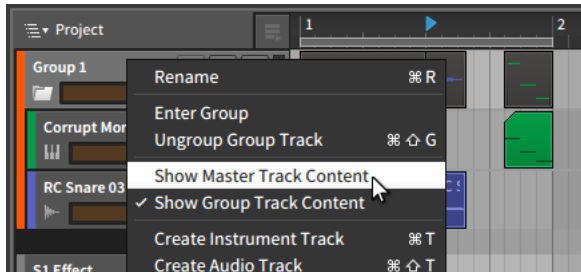 Project
1
2
Group 1
Rename ⌘ R
Enter Group
Ungroup Group Track ⌘ ⇧ G
Corrupt Mor
Show Master Track Content
RC Snare 03
✓ Show Group Track Content
C S
Create Instrument Track ⌘ T
S1 Effect
Create Audio Track ⌘ ⇧ T